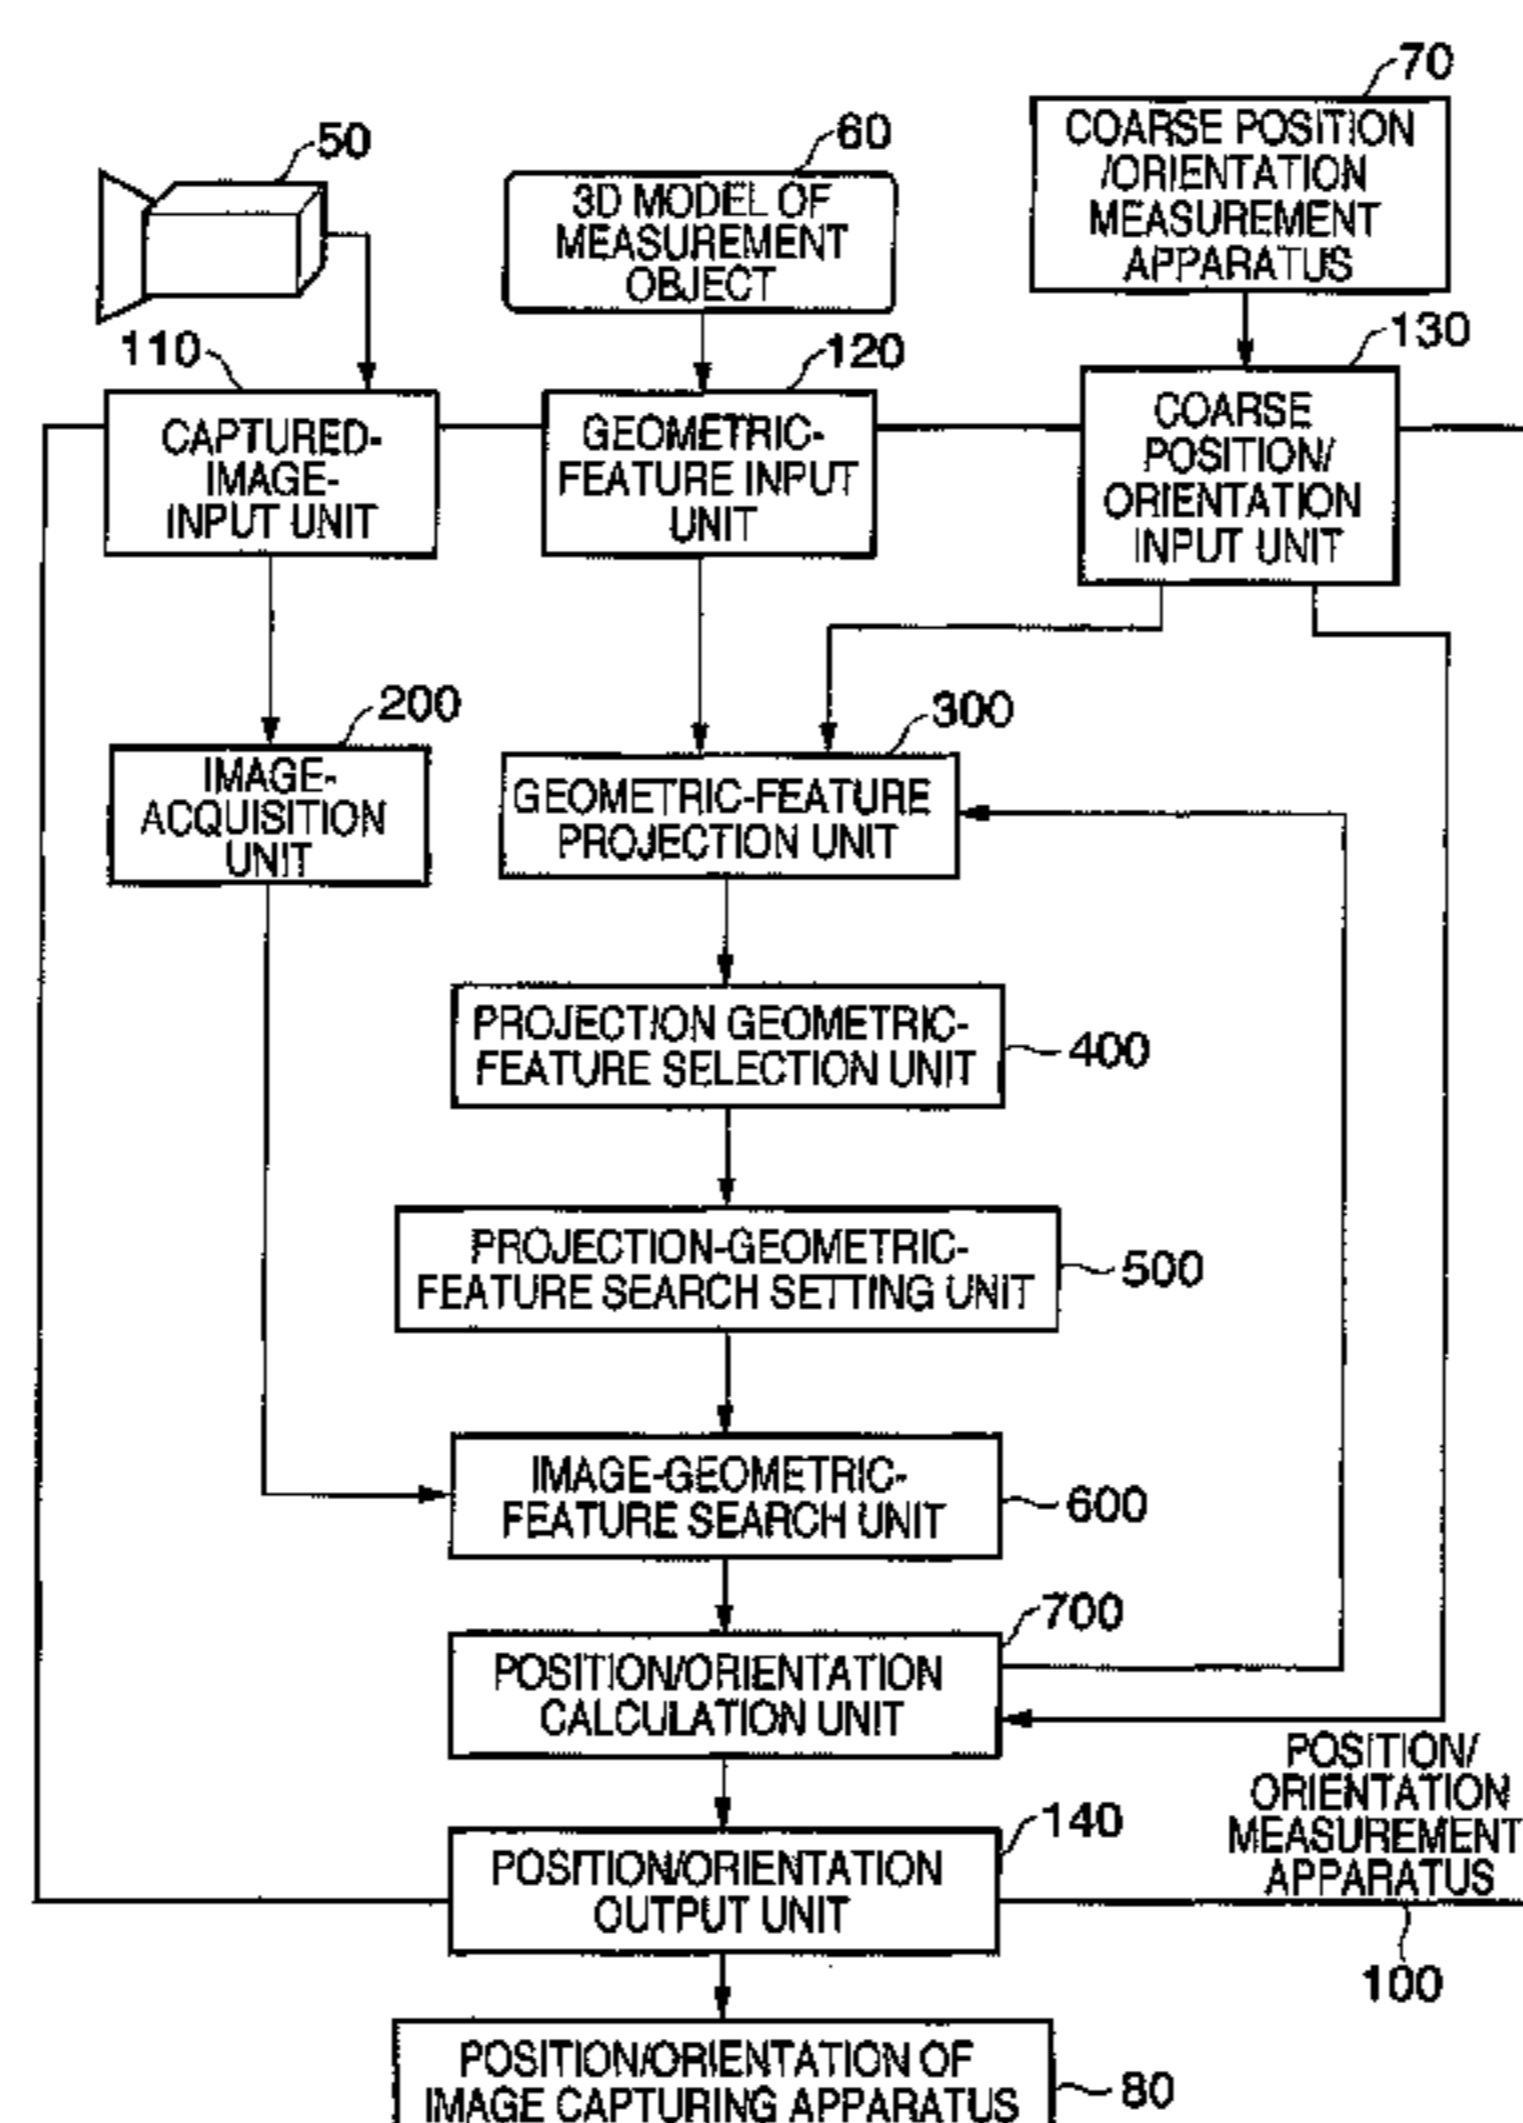 70
COARSE POSITION
/ORIENTATION
MEASUREMENT
APPARATUS
50
60
3D MODEL OF
MEASUREMENT
OBJECT
110
120
130
CAPTURED-
IMAGE-
INPUT UNIT
GEOMETRIC-
FEATURE INPUT
UNIT
COARSE
POSITION/
ORIENTATION
INPUT UNIT
200
300
IMAGE-
ACQUISITION
UNIT
GEOMETRIC-FEATURE
PROJECTION UNIT
PROJECTION GEOMETRIC-
FEATURE SELECTION UNIT
400
PROJECTION-GEOMETRIC-
FEATURE SEARCH SETTING UNIT
500
IMAGE-GEOMETRIC-
FEATURE SEARCH UNIT
600
700
POSITION/ORIENTATION
CALCULATION UNIT
POSITION/
ORIENTATION
MEASUREMENT
APPARATUS
100
140
POSITION/ORIENTATION
OUTPUT UNIT
POSITION/ORIENTATION OF
IMAGE CAPTURING APPARATUS
80